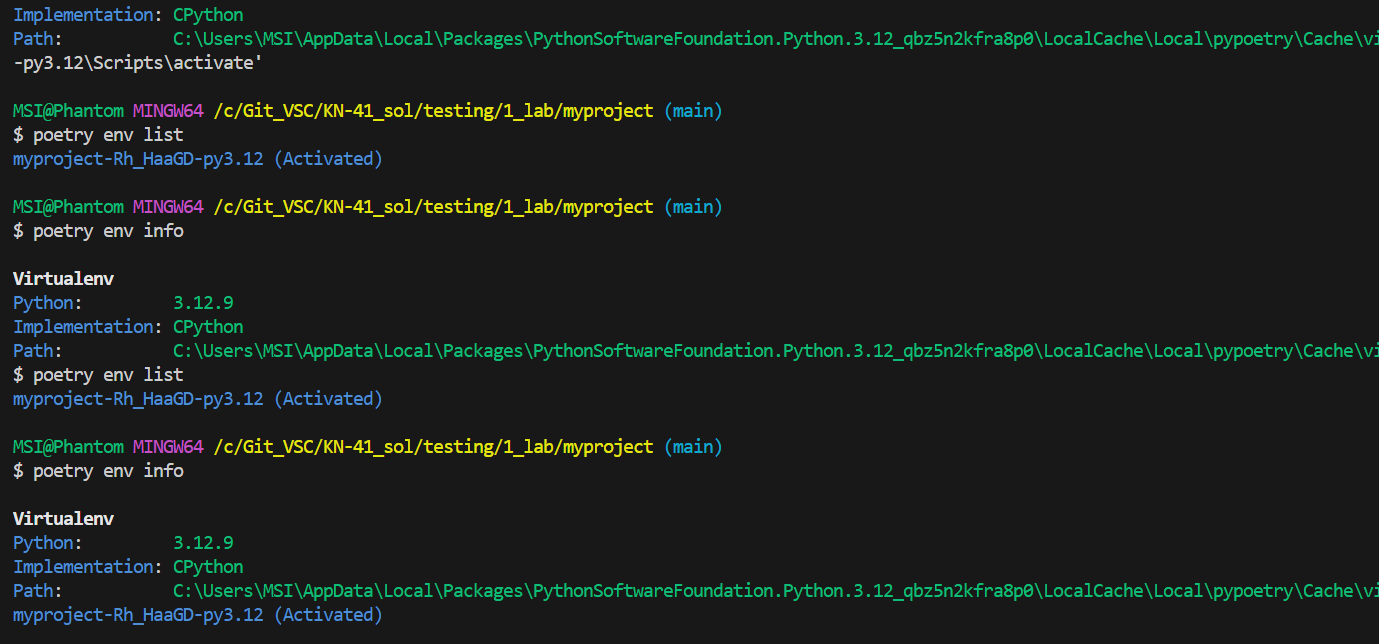 Implementation: CPython
Path:           C:\Users\MSI\AppData\Local\Packages\PythonSoftwareFoundation.Python.3.12_qbz5n2kfra8p0\LocalCache\Local\pypoetry\Cache\vi
-py3.12\Scripts\activate'
MSI@Phantom MINGW64 /c/Git_VSC/KN-41_sol/testing/1_lab/myproject (main)
$ poetry env list
myproject-Rh_HaaGD-py3.12 (Activated)
MSI@Phantom MINGW64 /c/Git_VSC/KN-41_sol/testing/1_lab/myproject (main)
$ poetry env info
Virtualenv
Python:         3.12.9
Implementation: CPython
Path:           C:\Users\MSI\AppData\Local\Packages\PythonSoftwareFoundation.Python.3.12_qbz5n2kfra8p0\LocalCache\Local\pypoetry\Cache\vi
$ poetry env list
myproject-Rh_HaaGD-py3.12 (Activated)
MSI@Phantom MINGW64 /c/Git_VSC/KN-41_sol/testing/1_lab/myproject (main)
$ poetry env info
Virtualenv
Python:         3.12.9
Implementation: CPython
Path:           C:\Users\MSI\AppData\Local\Packages\PythonSoftwareFoundation.Python.3.12_qbz5n2kfra8p0\LocalCache\Local\pypoetry\Cache\vi
myproject-Rh_HaaGD-py3.12 (Activated)